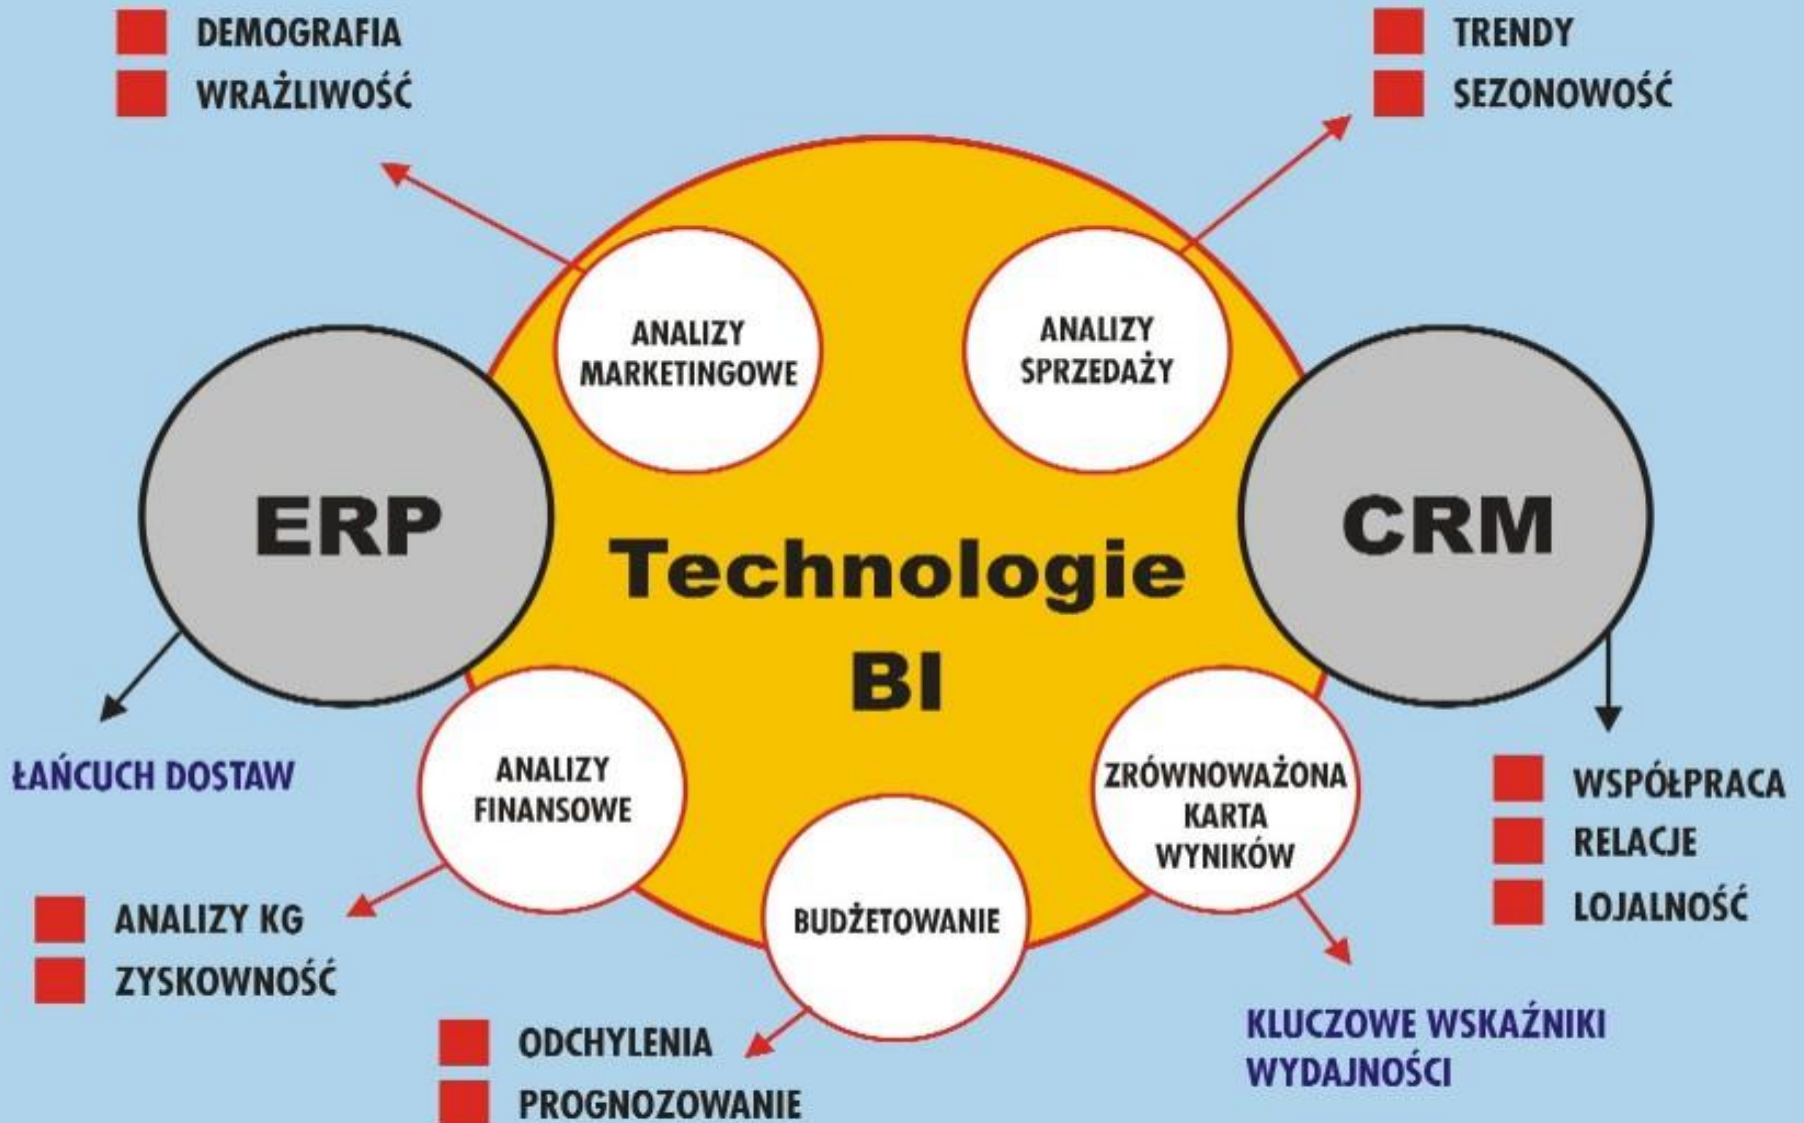 DEMOGRAFIA
WRAŻLIWOŚĆ
TRENDY
SEZONOWOŚĆ
ANALIZY
MARKETINGOWE
ANALIZY
SPRZEDAŻY
ERP
CRM
Technologie
BI
ŁAŃCUCH DOSTAW
ANALIZY
FINANSOWE
ZRÓWNOWAŻONA
KARTA
WYNIKÓW
WSPÓŁPRACA
RELACJE
LOJALNOŚĆ
ANALIZY KG
ZYSKOWNOŚĆ
BUDŻETOWANIE
ODCHYLENIA
PROGNOZOWANIE
KLUCZOWE WSKAŹNIKI
WYDAJNOŚCI